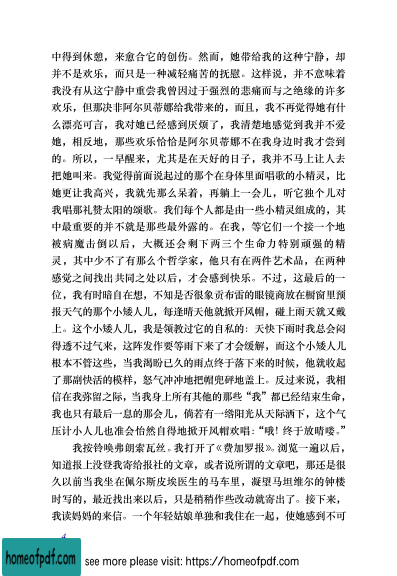 中得到休憩，来愈合它的创伤。然而，她带给我的这种宁静，却
并不是欢乐，而只是一种减轻痛苦的抚慰。这样说，并不意味着
我没有从这宁静中重尝我曾因过于强烈的悲痛而与之绝缘的许多
欢乐，但那决非阿尔贝蒂娜给我带来的，而且，我不再觉得她有什
么漂亮可言，我对她已经感到厌烦了，我清楚地感觉到我并不爱
她，相反地，那些欢乐恰恰是阿尔贝蒂不在我身边时我才尝到
的。所以，一早醒来，尤其是在天好的日子，我并不马上让人去
把她叫来。我觉得前面说起过的那个在身体里面唱歌的小精灵，比
她更让我高兴，我就先那么呆着，再躺上一会儿，听它独个儿对
我唱那礼赞太阳的颂歌。我们每个人都是由一些小精灵组成的，其
中最重要的并不就是那些最外露的。在我，等它们一个接一个地
被病魔击倒以后，大概还会剩下两三个生命力特别顽强的精
灵，其中少不了有那么个哲学家，他只有在两件艺术品，在两种
感觉之间找出共同之处以后，才会感到快乐。不过，这最后的一
位，我有时暗自在想，不知是否很象贡布雷的眼镜商放在橱窗里预
报天气的那个小矮人儿，每逢晴天他就掀开风帽，碰上雨天就又戴
上。这个小矮人儿，我是领教过它的自私的：天快下雨时我总会闷
得透不过气来，这阵发作要等雨下来了才会缓解，而这个小矮人儿
根本不管这些，当我渴盼已久的雨点终于落下来的时候，他就收起
了那副快活的模样，怒气冲冲地把帽兜砰地盖上。反过来说，我相
信在我弥留之际，当我身上所有其他的那些“我”都已经结束生命，
我也只有最后一息的那会儿，倘若有一绺阳光从天际洒下，这个气
压计小人儿也准会怡然自得地掀开风帽欢唱：“哦！终于放晴喽。”
我按铃唤弗朗索瓦丝。我打开了《费加罗报》。浏览一遍以后，
知道报上没登我寄给报社的文章，或者说所谓的文章吧，那还是很
久以前当我坐在佩尔斯皮埃医生的马车里，凝望马坦维尔的钟楼
时写的，最近找出来以后，只是稍稍作些改动就寄出了。接下来，
我读妈妈的来信。一个年轻姑娘单独和我住在一起，使她感到不可
4
homeofpdf.com
see more please visit: https://homeofpdf.com